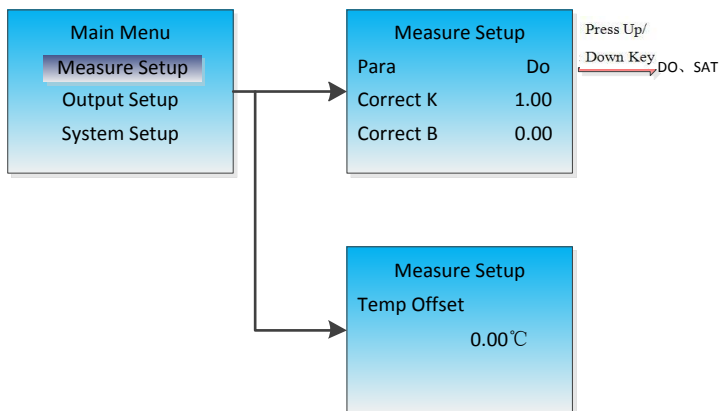 Main Menu
Measure Setup
Output Setup
System Setup
Measure Setup
Para Do
Correct K 1.00
Correct B 0.00
Press Up/
Down Key
DO、SAT
Measure Setup
Temp Offset
0.00℃